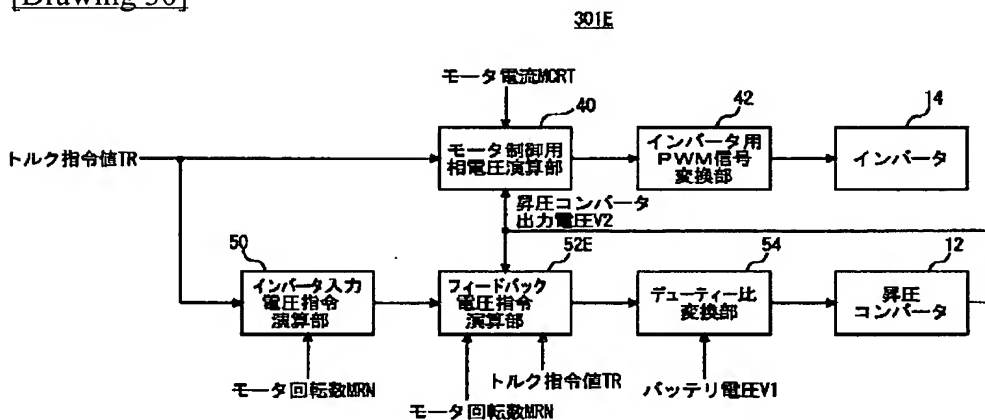 [Drawing 30]
301E
モータ電流MCRT
40
42
14
トルク指令値TR
モータ制御用
相電圧演算部
インバータ用
PWM信号
変換部
インバータ
昇圧コンバータ
出力電圧V2
50
52E
54
12
インバータ入力
電圧指令
演算部
フィードバック
電圧指令
演算部
デューティー比
変換部
昇圧
コンバータ
モータ回転数MRN
トルク指令値TR
モータ回転数MRN
バッテリ電圧V1